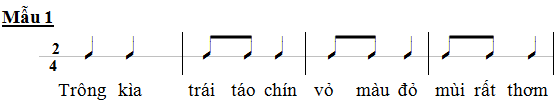 Mẫu 1
2
4
Trông kìa trái táo chín vỏ màu đỏ mùi rất thơm